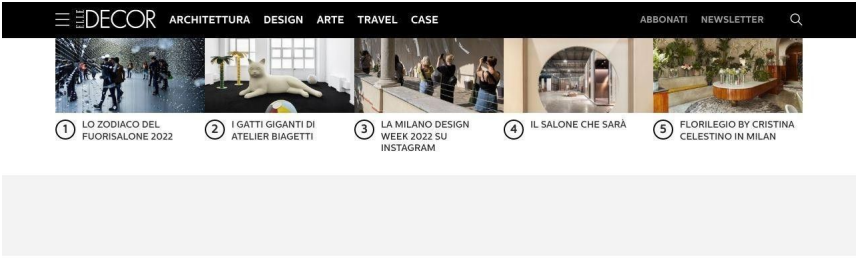 ELLE DECOR ARCHITETTURA DESIGN ARTE TRAVEL CASE ABBONATI NEWSLETTER
1 LO ZODIACO DEL
FUORISALONE 2022
2 I GATTI GIGANTI DI
ATELIER BIAGETTI
3 LA MILANO DESIGN
WEEK 2022 SU
INSTAGRAM
4 IL SALONE CHE SARÀ
5 FLORILEGIO BY CRISTINA
CELESTINO IN MILAN